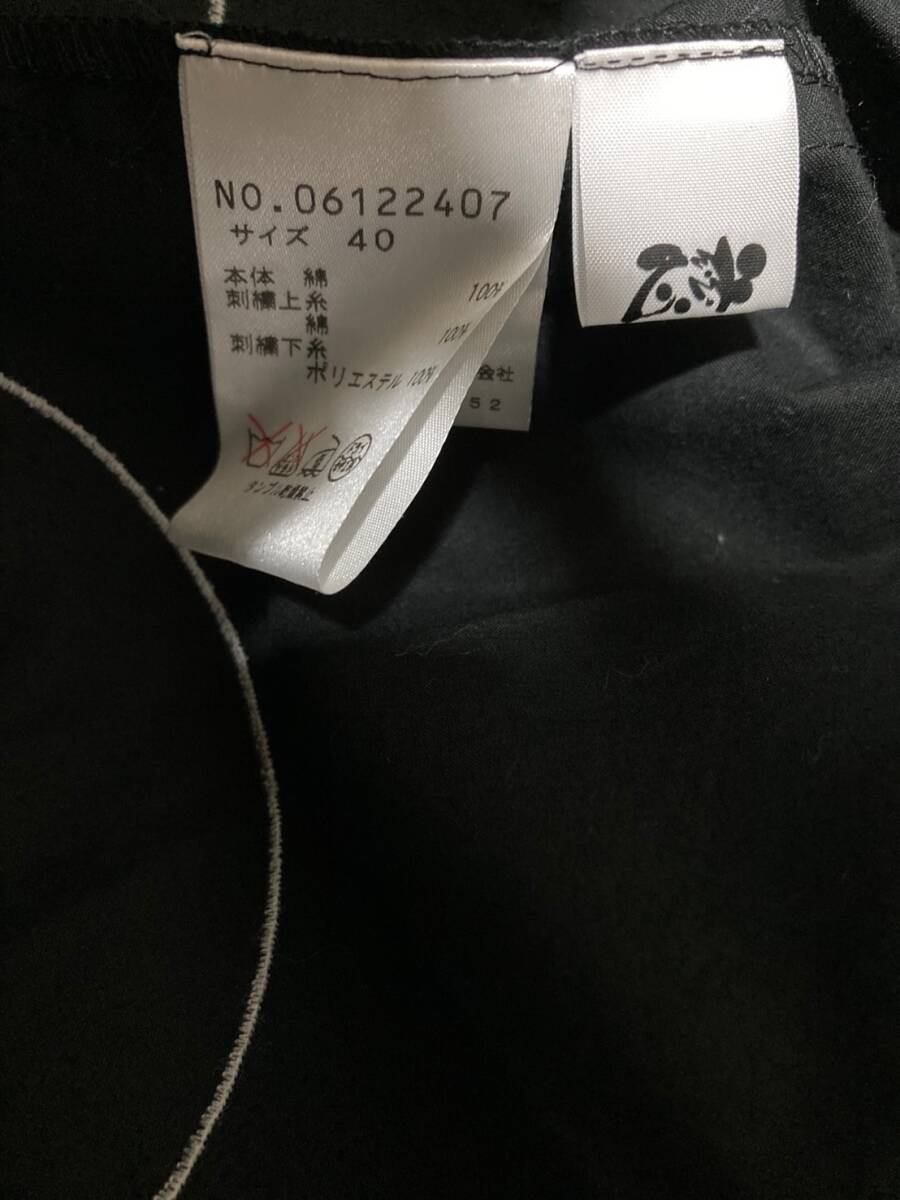 NO.06122407
サイズ 40
本体 綿
100%
刺繍上糸
綿 100%
刺繍下糸
ポリエステル 100%
会社
52
タンブル乾燥禁止